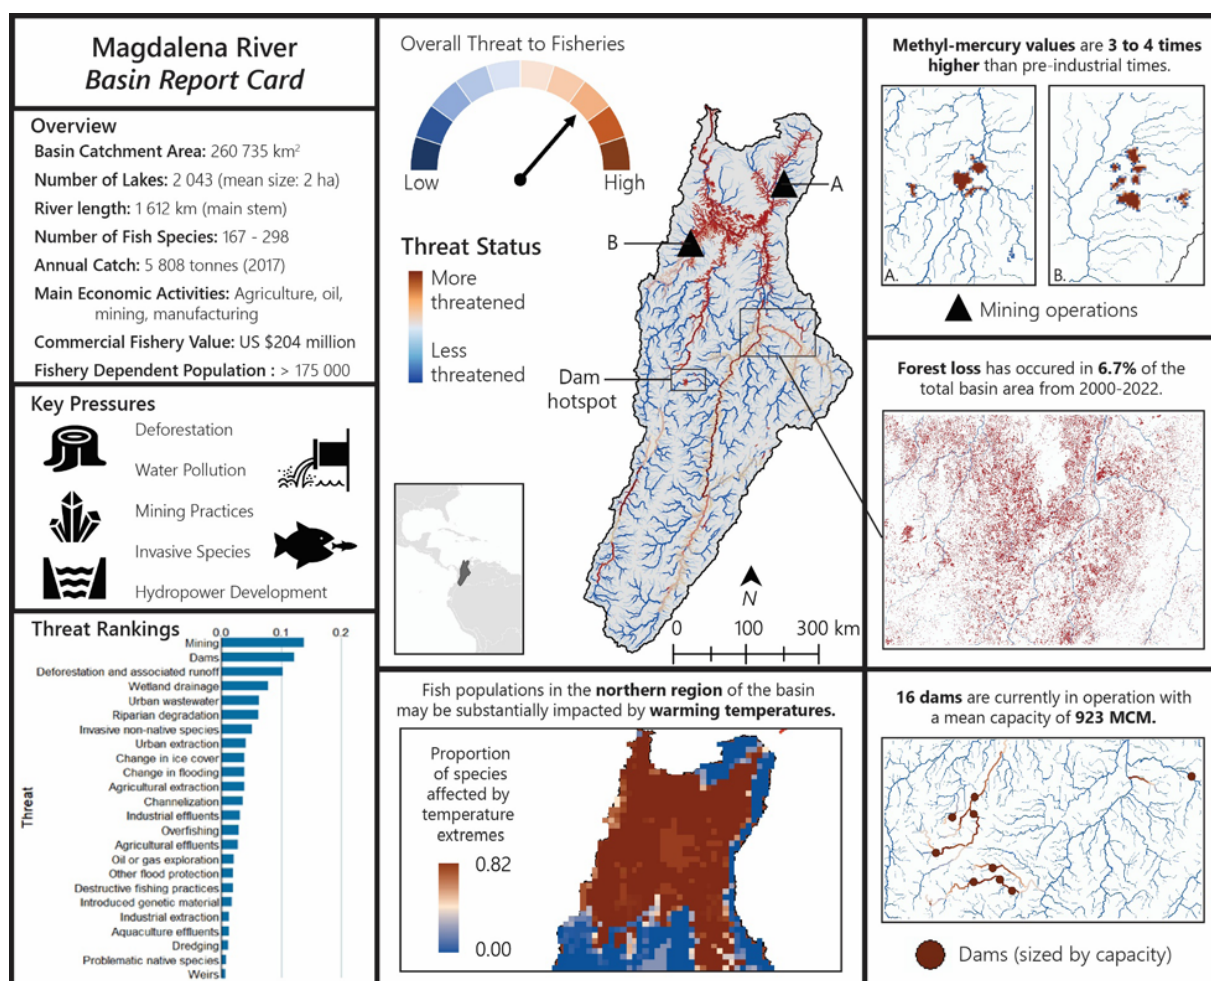 Magdalena River
Basin Report Card
Overview
Basin Catchment Area: 260 735 km²
Number of Lakes: 2 043 (mean size: 2 ha)
River length: 1 612 km (main stem)
Number of Fish Species: 167 - 298
Annual Catch: 5 808 tonnes (2017)
Main Economic Activities: Agriculture, oil,
mining, manufacturing
Commercial Fishery Value: US $204 million
Fishery Dependent Population : > 175 000
Key Pressures
Deforestation
Water Pollution
Mining Practices
Invasive Species
Hydropower Development
Threat Rankings
0.0 0.1 0.2
Threat
Mining
Dams
Deforestation and associated runoff
Wetland drainage
Urban wastewater
Riparian degradation
Invasive non-native species
Urban extraction
Change in ice cover
Change in flooding
Agricultural extraction
Channelization
Industrial effluents
Overfishing
Agricultural effluents
Oil or gas exploration
Other flood protection
Destructive fishing practices
Introduced genetic material
Industrial extraction
Aquaculture effluents
Dredging
Problematic native species
Weirs
Overall Threat to Fisheries
Low
High
Threat Status
More
threatened
Less
threatened
A
B
Dam
hotspot
N
0 100 300 km
Fish populations in the northern region of the basin
may be substantially impacted by warming temperatures.
Proportion
of species
affected by
temperature
extremes
0.82
0.00
Methyl-mercury values are 3 to 4 times
higher than pre-industrial times.
A.
B.
Mining operations
Forest loss has occured in 6.7% of the
total basin area from 2000-2022.
16 dams are currently in operation with
a mean capacity of 923 MCM.
Dams (sized by capacity)